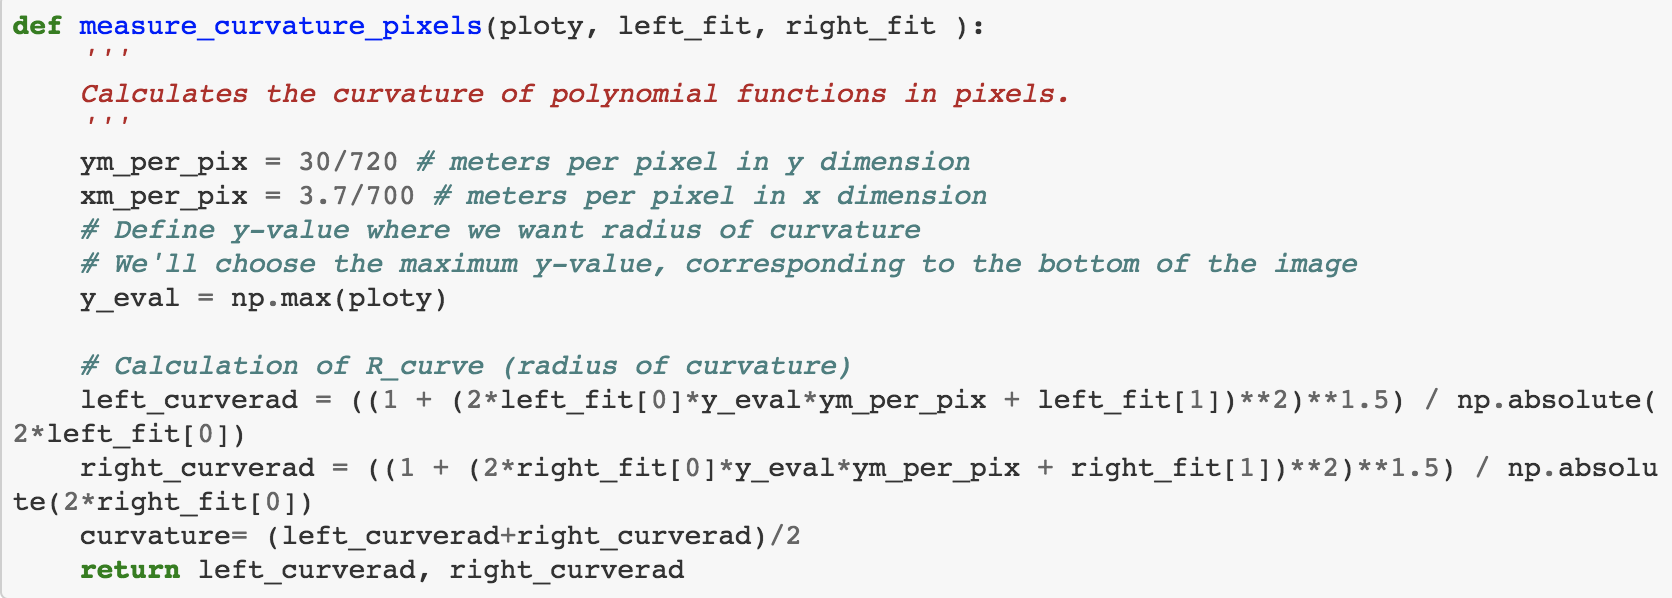 def measure_curvature_pixels(ploty, left_fit, right_fit ):
    '''
    Calculates the curvature of polynomial functions in pixels.
    '''
    ym_per_pix = 30/720 # meters per pixel in y dimension
    xm_per_pix = 3.7/700 # meters per pixel in x dimension
    # Define y-value where we want radius of curvature
    # We'll choose the maximum y-value, corresponding to the bottom of the image
    y_eval = np.max(ploty)

    # Calculation of R_curve (radius of curvature)
    left_curverad = ((1 + (2*left_fit[0]*y_eval*ym_per_pix + left_fit[1])**2)**1.5) / np.absolute(
2*left_fit[0])
    right_curverad = ((1 + (2*right_fit[0]*y_eval*ym_per_pix + right_fit[1])**2)**1.5) / np.absolu
te(2*right_fit[0])
    curvature= (left_curverad+right_curverad)/2
    return left_curverad, right_curverad